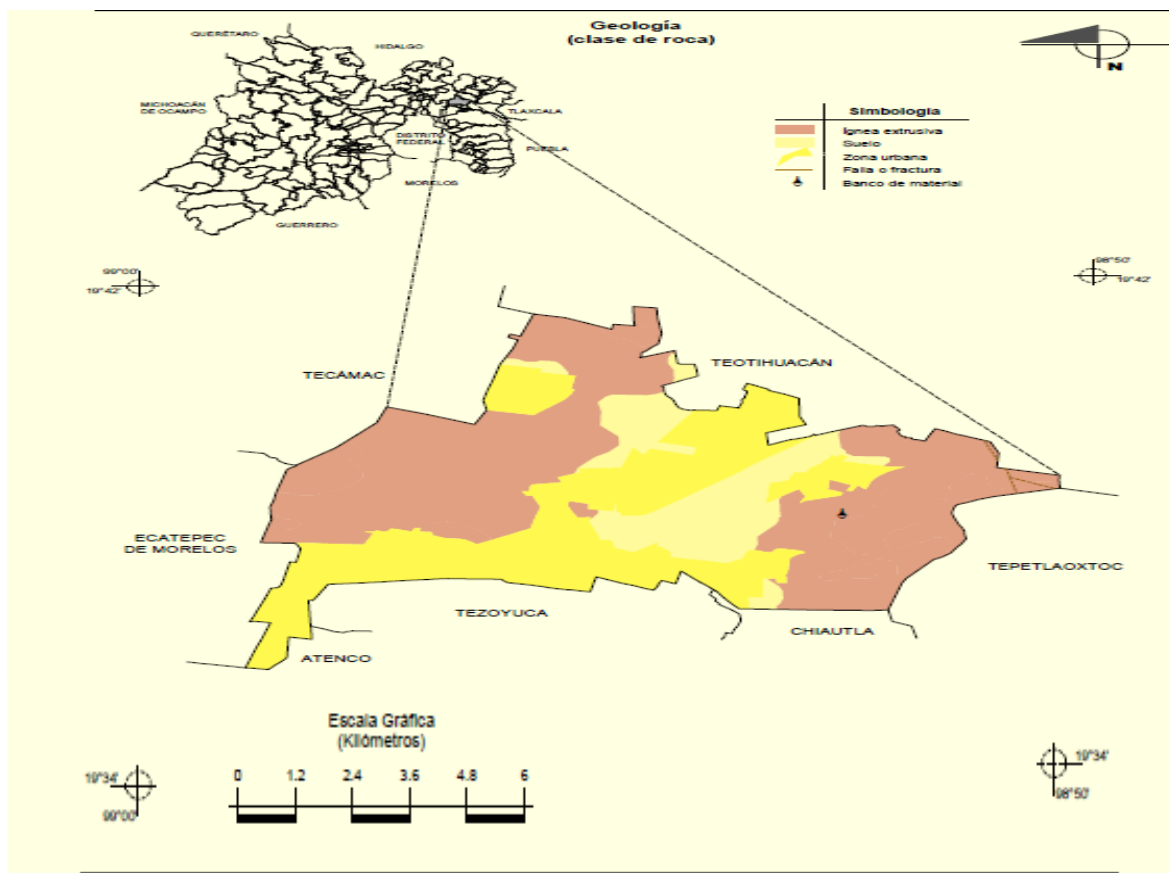 Geología
(clase de roca)
QUERÉTARO
HIDALGO
MICHOACÁN
DE OCAMPO
TLAXCALA
DISTRITO
FEDERAL
PUEBLA
MORELOS
GUERRERO
N
Simbología
Ignea extrusiva
Suelo
Zona urbana
Falla o fractura
Banco de material
99°00'
19°42'
98°50'
19°42'
TECÁMAC
TEOTIHUACÁN
ECATEPEC
DE MORELOS
TEPETLAOXTOC
TEZOYUCA
CHIAUTLA
ATENCO
Escala Gráfica
(Kilómetros)
0 1.2 2.4 3.6 4.8 6
19°34'
99°00'
19°34'
98°50'